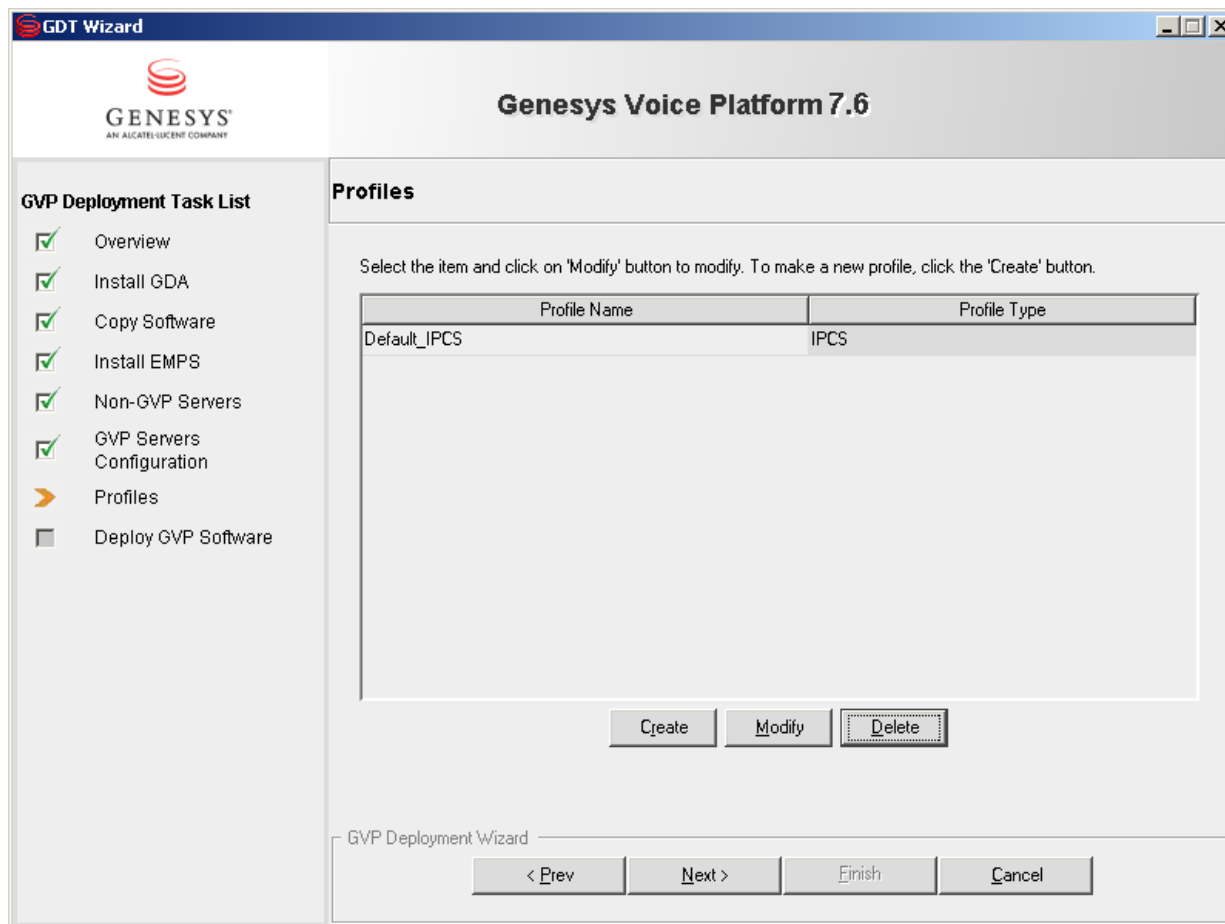 GDT Wizard
GENESYS
AN ALCATEL-LUCENT COMPANY
Genesys Voice Platform 7.6
GVP Deployment Task List
Overview
Install GDA
Copy Software
Install EMPS
Non-GVP Servers
GVP Servers
Configuration
Profiles
Deploy GVP Software
Profiles
Select the item and click on 'Modify' button to modify. To make a new profile, click the 'Create' button.
Profile Name Profile Type
Default_IPCS IPCS
Create Modify Delete
GVP Deployment Wizard
< Prev Next > Finish Cancel